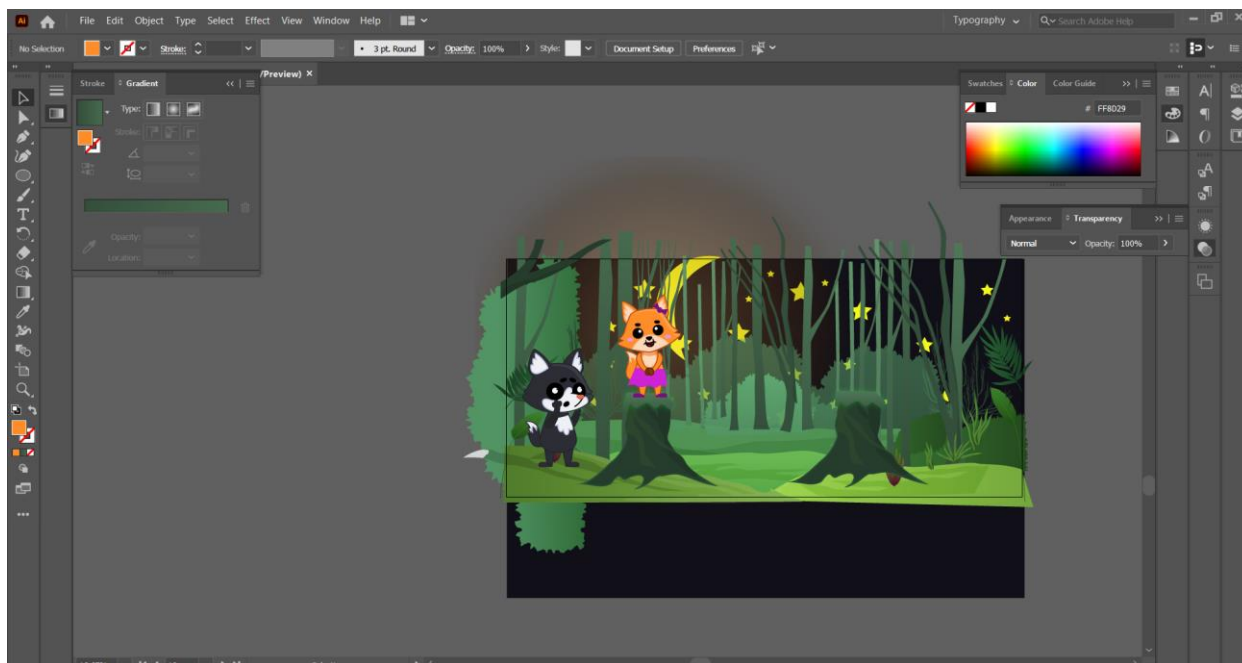 Ai File Edit Object Type Select Effect View Window Help Typography Search Adobe Help
No Selection Stroke: 3 pt. Round Opacity: 100% Style: Document Setup Preferences
/Preview) ×
Stroke Gradient
Type:
Stroke:
Opacity:
Location:
Swatches Color Color Guide
# FF8D29
Appearance Transparency
Normal Opacity: 100%